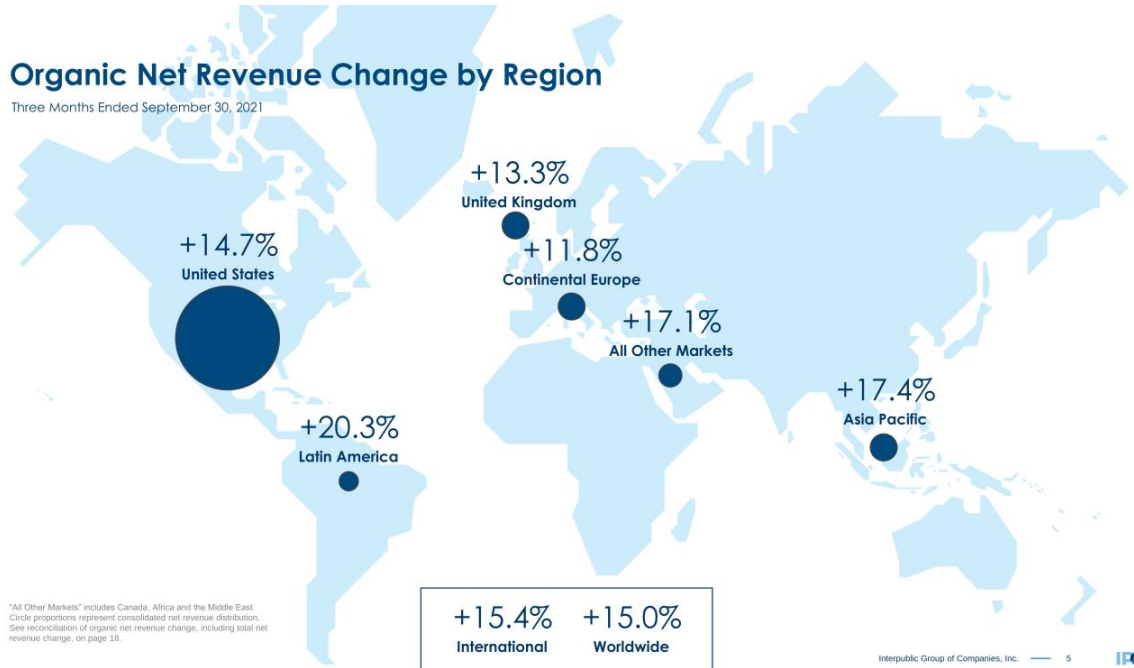 Organic Net Revenue Change by Region
Three Months Ended September 30, 2021
+13.3%
United Kingdom
+14.7%
United States
+11.8%
Continental Europe
+17.1%
All Other Markets
+17.4%
Asia Pacific
+20.3%
Latin America
"All Other Markets" includes Canada, Africa and the Middle East.
Circle proportions represent consolidated net revenue distribution.
See reconciliation of organic net revenue change, including total net
revenue change, on page 18.
+15.4% +15.0%
International Worldwide
Interpublic Group of Companies, Inc. 5